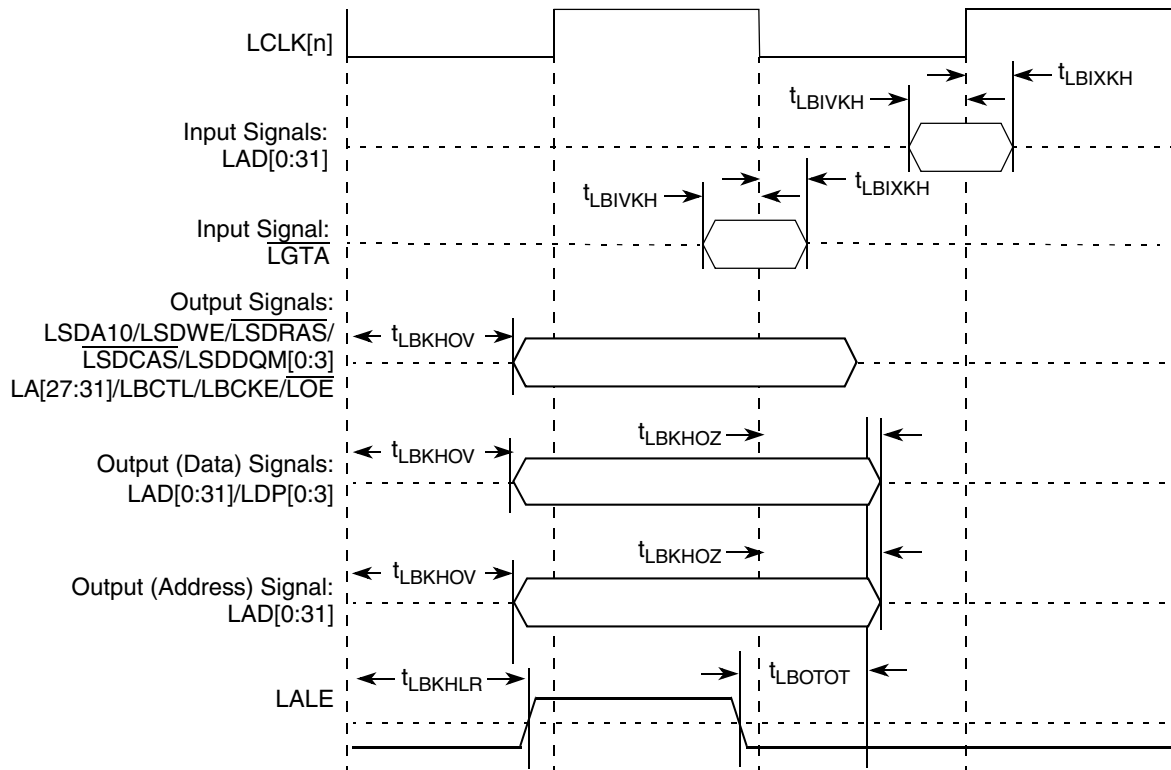 LCLK[n]
tLBIXKH
tLBIVKH
Input Signals:
LAD[0:31]
tLBIXKH
tLBIVKH
Input Signal:
LGTA
Output Signals:
LSDA10/LSDWE/LSDRAS/
LSDCAS/LSDDQM[0:3]
LA[27:31]/LBCTL/LBCKE/LOE
tLBKHOV
tLBKHOZ
tLBKHOV
Output (Data) Signals:
LAD[0:31]/LDP[0:3]
tLBKHOZ
tLBKHOV
Output (Address) Signal:
LAD[0:31]
tLBKHLR
tLBOTOT
LALE